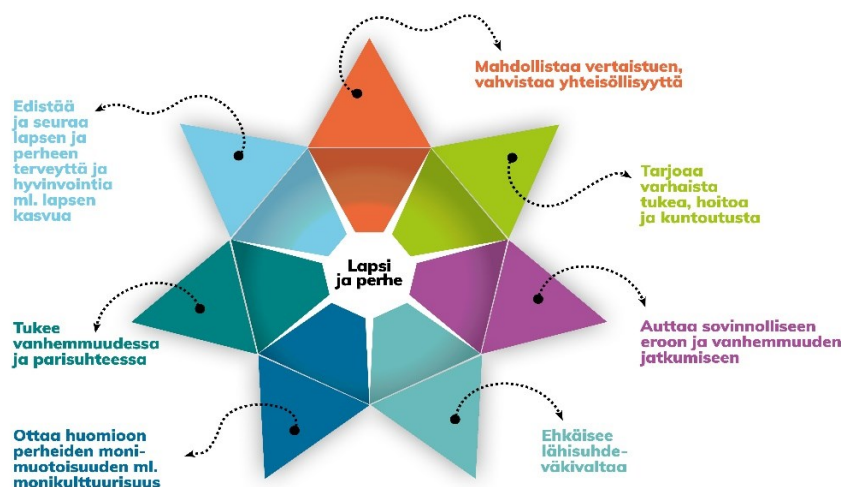 Mahdollistaa vertaistuen,
vahvistaa yhteisöllisyyttä
Tarjoaa
varhaista
tukea, hoitoa
ja kuntoutusta
Auttaa sovinnolliseen
eroon ja vanhemmuuden
jatkumiseen
Ehkäisee
lähisuhde-
väkivaltaa
Ottaa huomioon
perheiden moni-
muotoisuuden ml.
monikulttuurisuus
Tukee
vanhemmuudessa
ja parisuhteessa
Edistää
ja seuraa
lapsen ja
perheen
terveyttä ja
hyvinvointia
ml. lapsen
kasvua
Lapsi
ja perhe